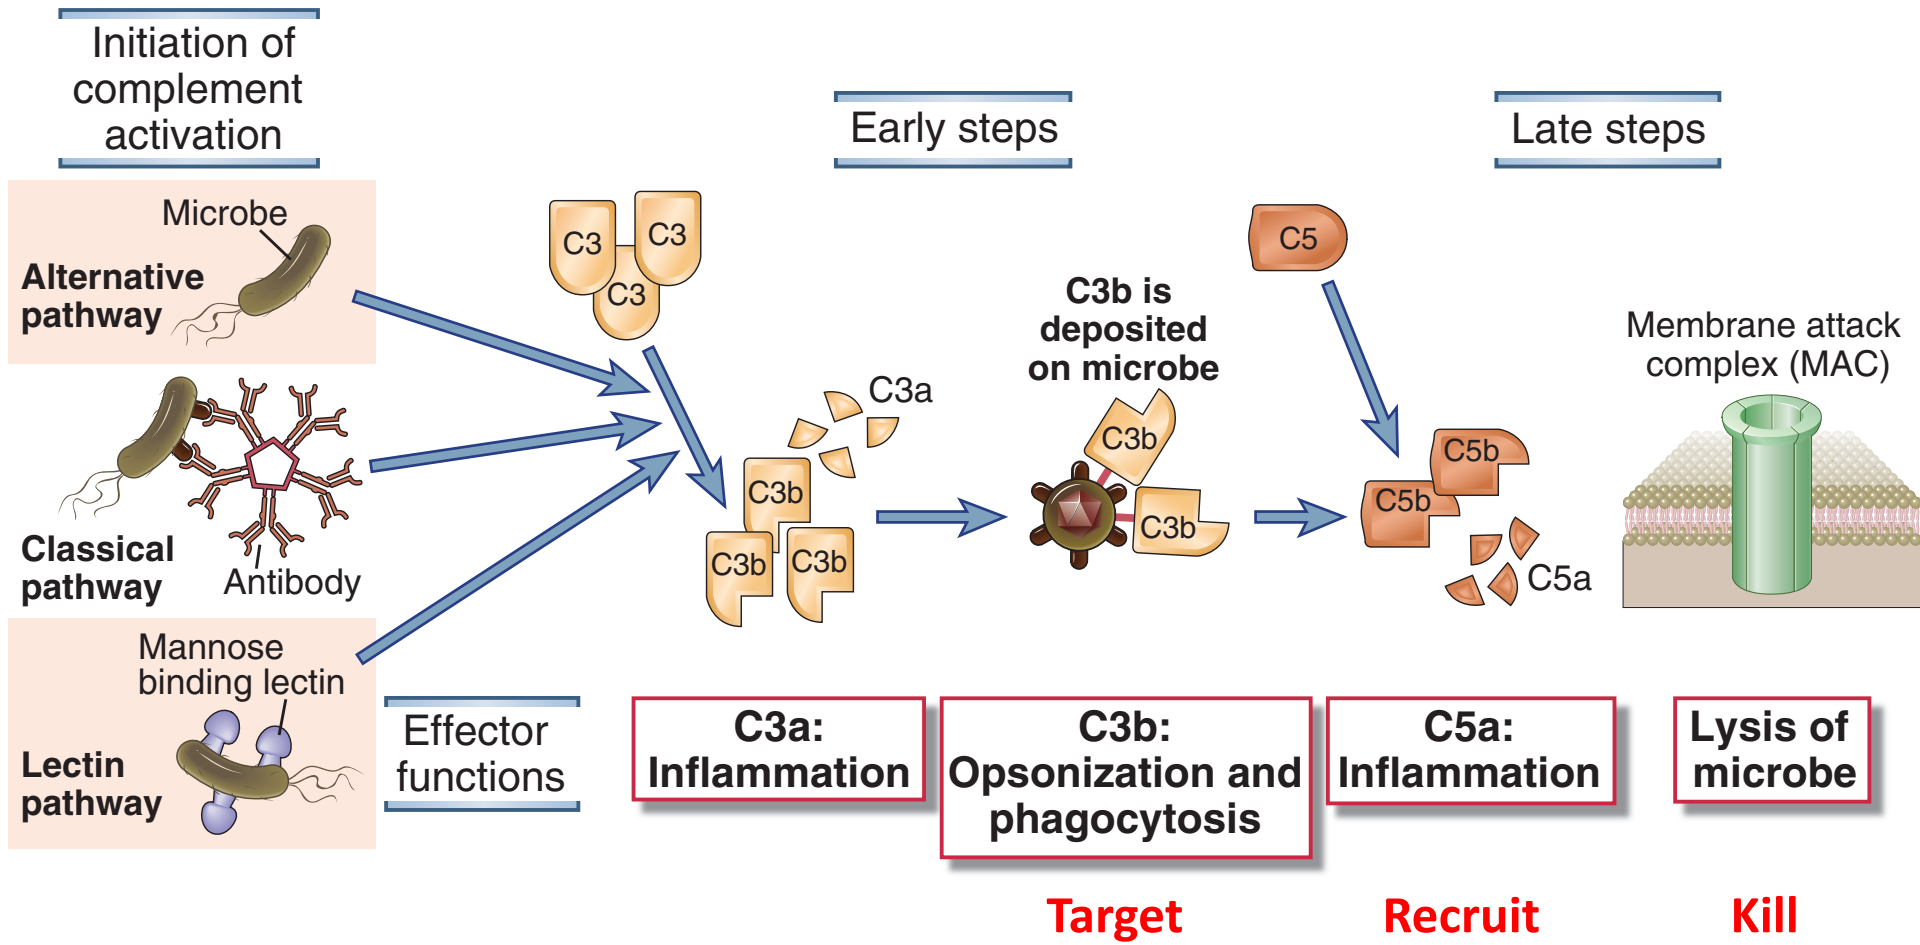 Initiation of
complement
activation
Early steps
Late steps
Microbe
Alternative
pathway
C3
C3
C3
C5
C3b is
deposited
on microbe
Membrane attack
complex (MAC)
C3a
C3b
C3b
C3b
C3b
C3b
C5b
C5b
C5a
Classical
pathway
Antibody
Mannose
binding lectin
Lectin
pathway
Effector
functions
C3a:
Inflammation
C3b:
Opsonization and
phagocytosis
C5a:
Inflammation
Lysis of
microbe
Target
Recruit
Kill